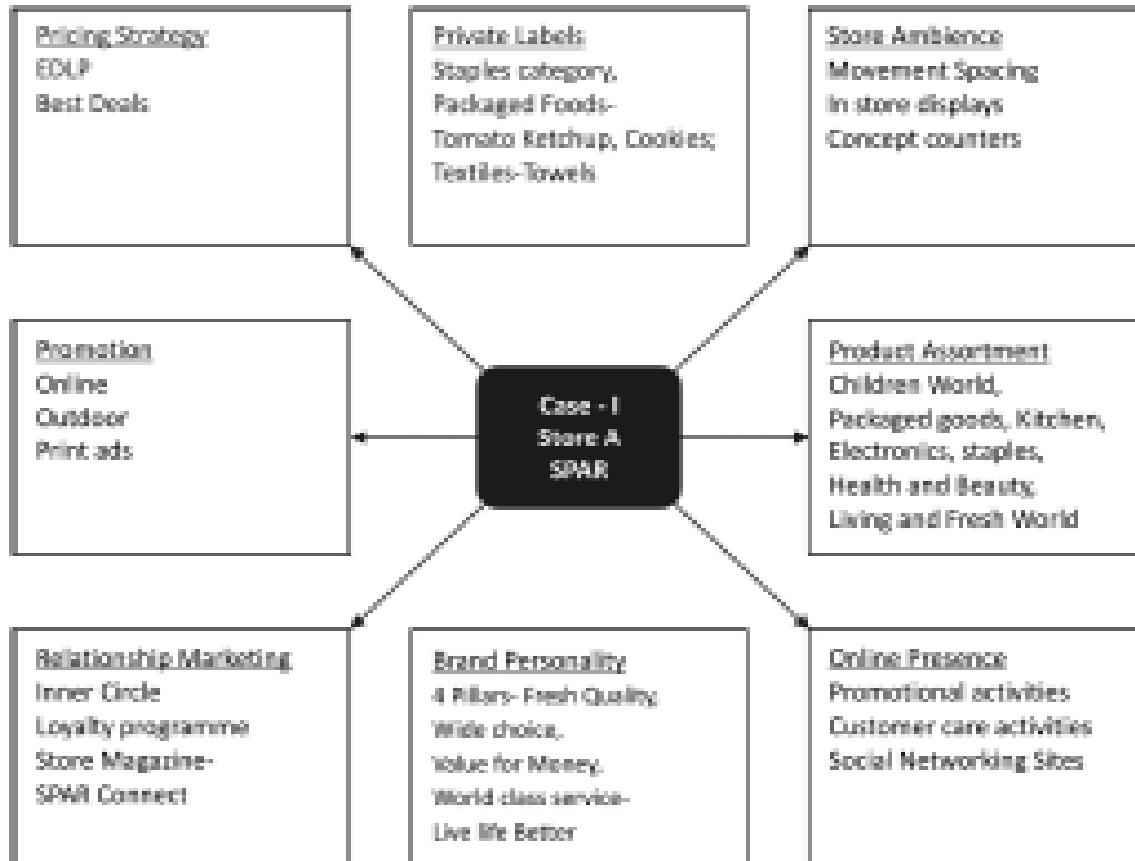 Pricing Strategy
EDLP
Best Deals
Private Labels
Staples category,
Packaged Foods-
Tomato Ketchup, Cookies;
Textiles-Towels
Store Ambience
Movement Spacing
In store displays
Concept counters
Promotion
Online
Outdoor
Print ads
Case - I
Store A
SPAR
Product Assortment
Children World,
Packaged goods, Kitchen,
Electronics, staples,
Health and Beauty,
Living and Fresh World
Relationship Marketing
Inner Circle
Loyalty programme
Store Magazine-
SPAR Connect
Brand Personality
4 Pillars- Fresh Quality,
Wide choice,
Value for Money,
World class service-
Live life Better
Online Presence
Promotional activities
Customer care activities
Social Networking Sites